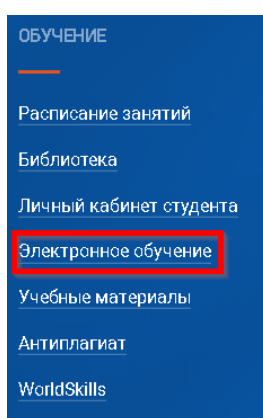 ОБУЧЕНИЕ
Расписание занятий
Библиотека
Личный кабинет студента
Электронное обучение
Учебные материалы
Антиплагиат
WorldSkills